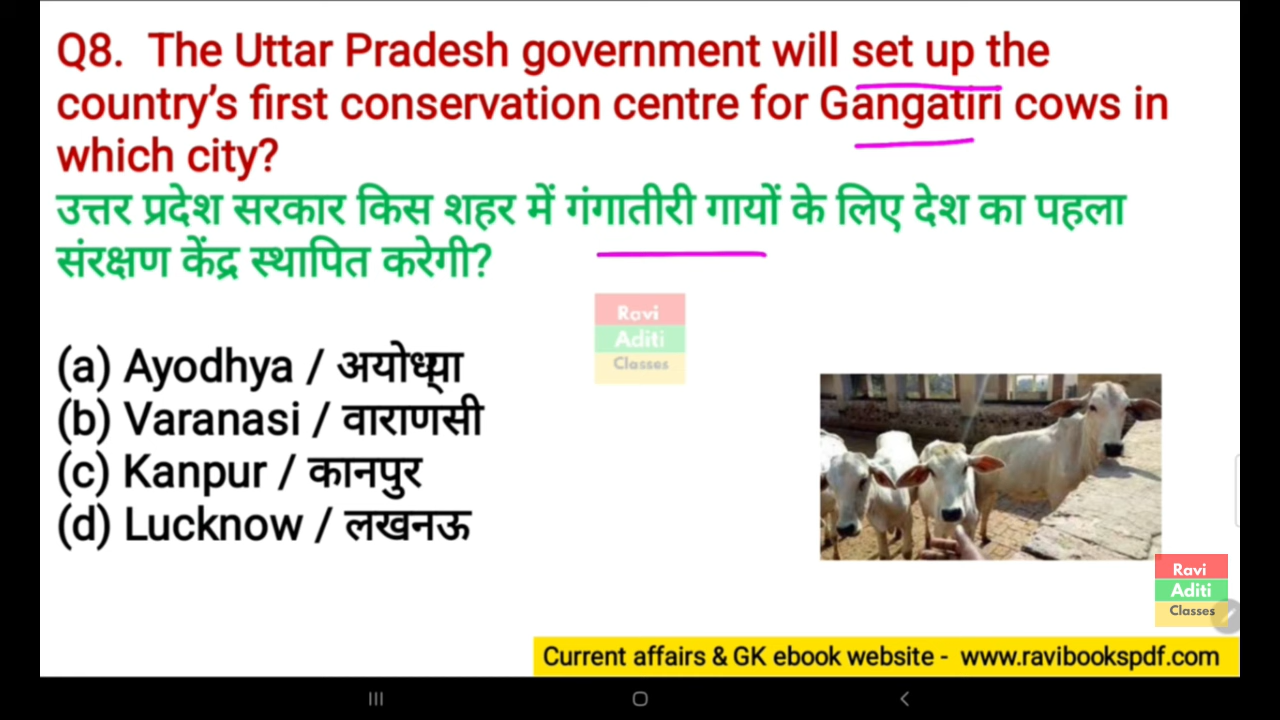 Q8. The Uttar Pradesh government will set up the
country's first conservation centre for Gangatiri cows in
which city?
उत्तर प्रदेश सरकार किस शहर में गंगातीरी गायों के लिए देश का पहला
संरक्षण केंद्र स्थापित करेगी?
Ravi
Aditi
Classes
(a) Ayodhya / अयोध्या
(b) Varanasi / वाराणसी
(c) Kanpur / कानपुर
(d) Lucknow / लखनऊ
Ravi
Aditi
Classes
Current affairs & GK ebook website - www.ravibookspdf.com